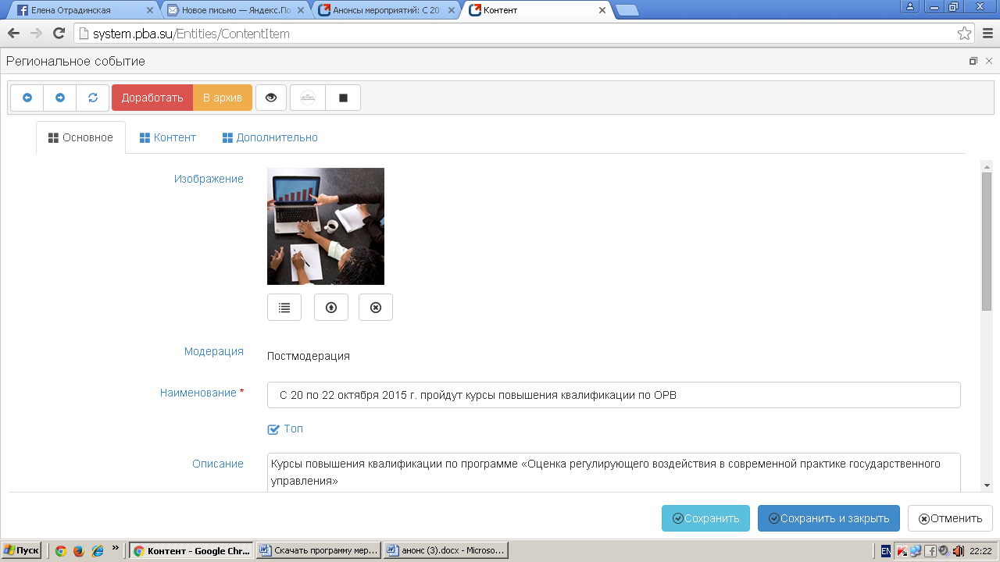 Елена Отрадинская
Новое письмо — Яндекс.По
Анонсы мероприятий: С 20
Контент
system.pba.su/Entities/ContentItem
Региональное событие
Доработать
В архив
Основное
Контент
Дополнительно
Изображение
Модерация
Постмодерация
Наименование *
С 20 по 22 октября 2015 г. пройдут курсы повышения квалификации по ОРВ
Топ
Описание
Курсы повышения квалификации по программе «Оценка регулирующего воздействия в современной практике государственного
управления»
Сохранить
Сохранить и закрыть
Отменить
Пуск
»
Контент - Google Chr...
Скачать программу мер...
анонс (3).docx - Microso...
EN
22:22